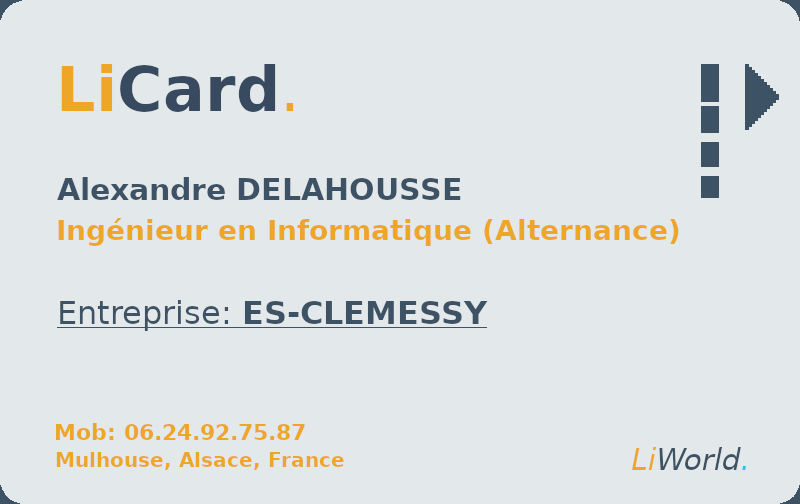 LiCard.
Alexandre DELAHOUSSE
Ingénieur en Informatique (Alternance)
Entreprise: ES-CLEMESSY
Mob: 06.24.92.75.87
Mulhouse, Alsace, France
LiWorld.